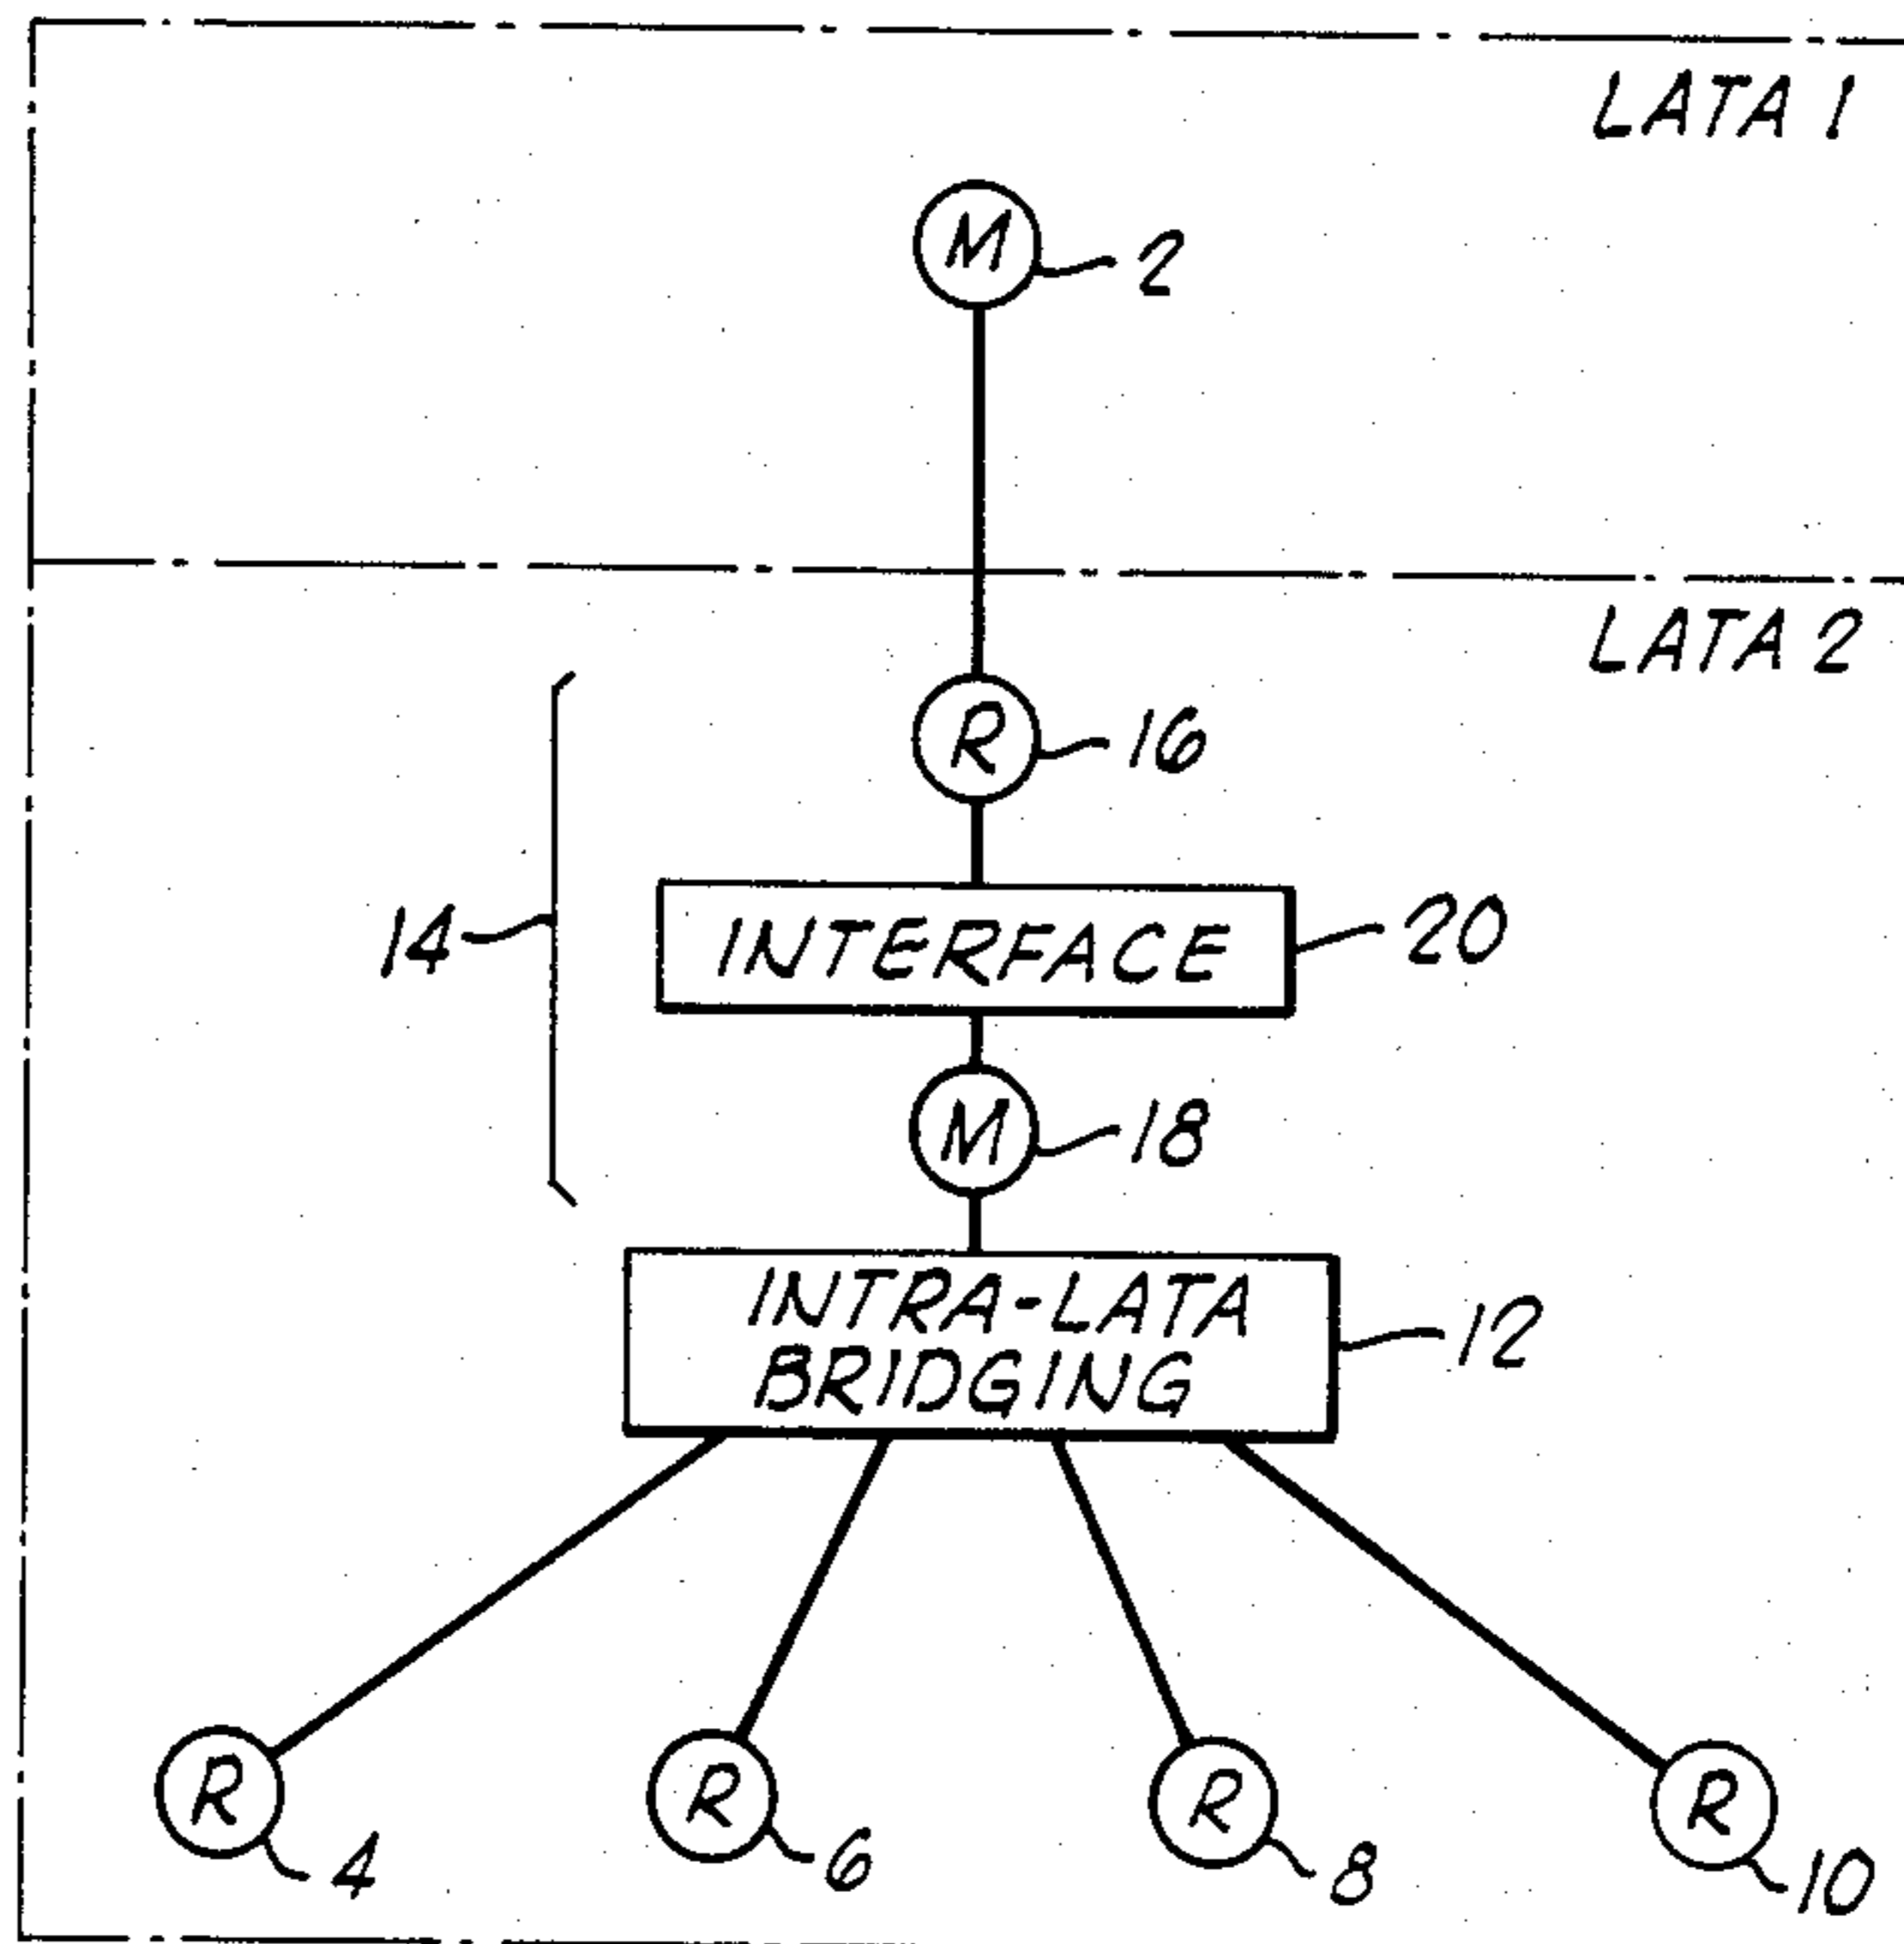 LATA 1
M
2
LATA 2
R
16
14
INTERFACE
20
M
18
INTRA-LATA
BRIDGING
12
R
R
R
R
4
6
8
10